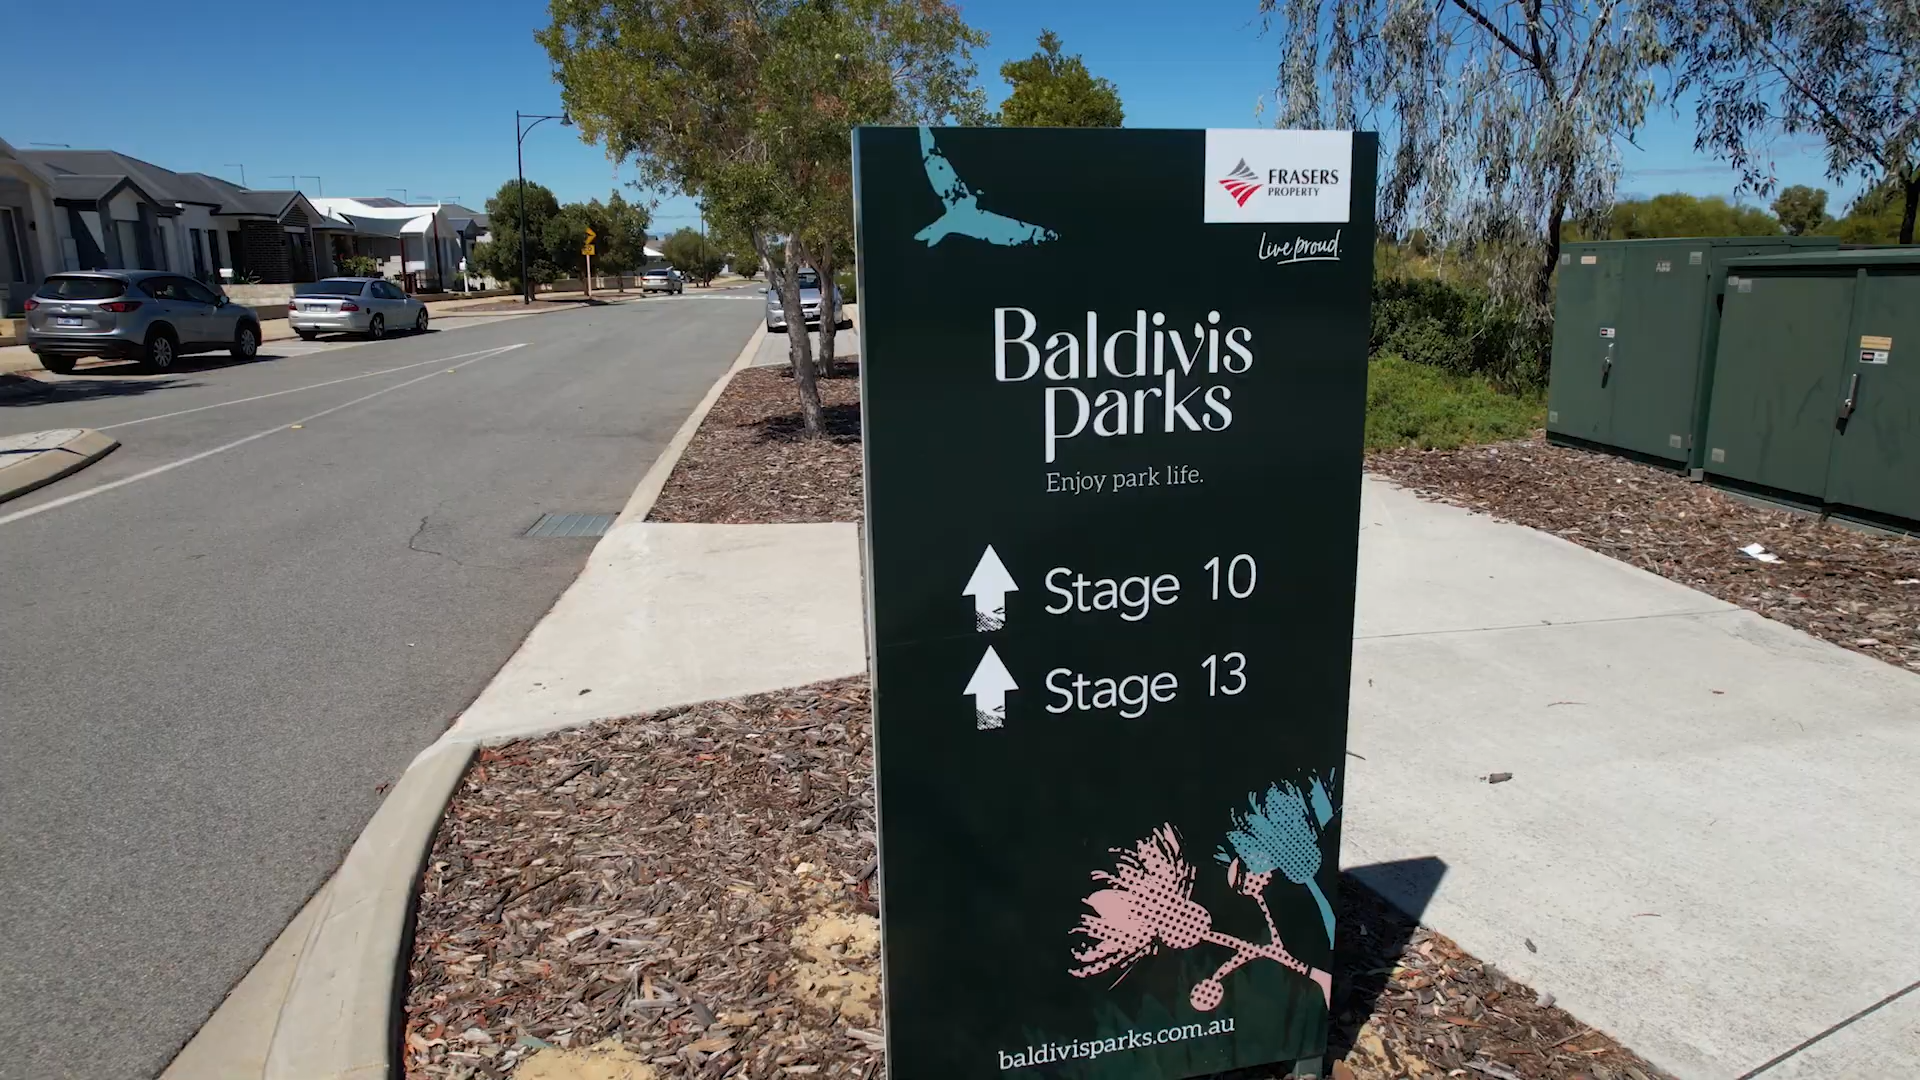 FRASERS
PROPERTY
Live proud.
Baldivis
parks
Enjoy park life.
Stage 10
Stage 13
baldivisparks.com.au